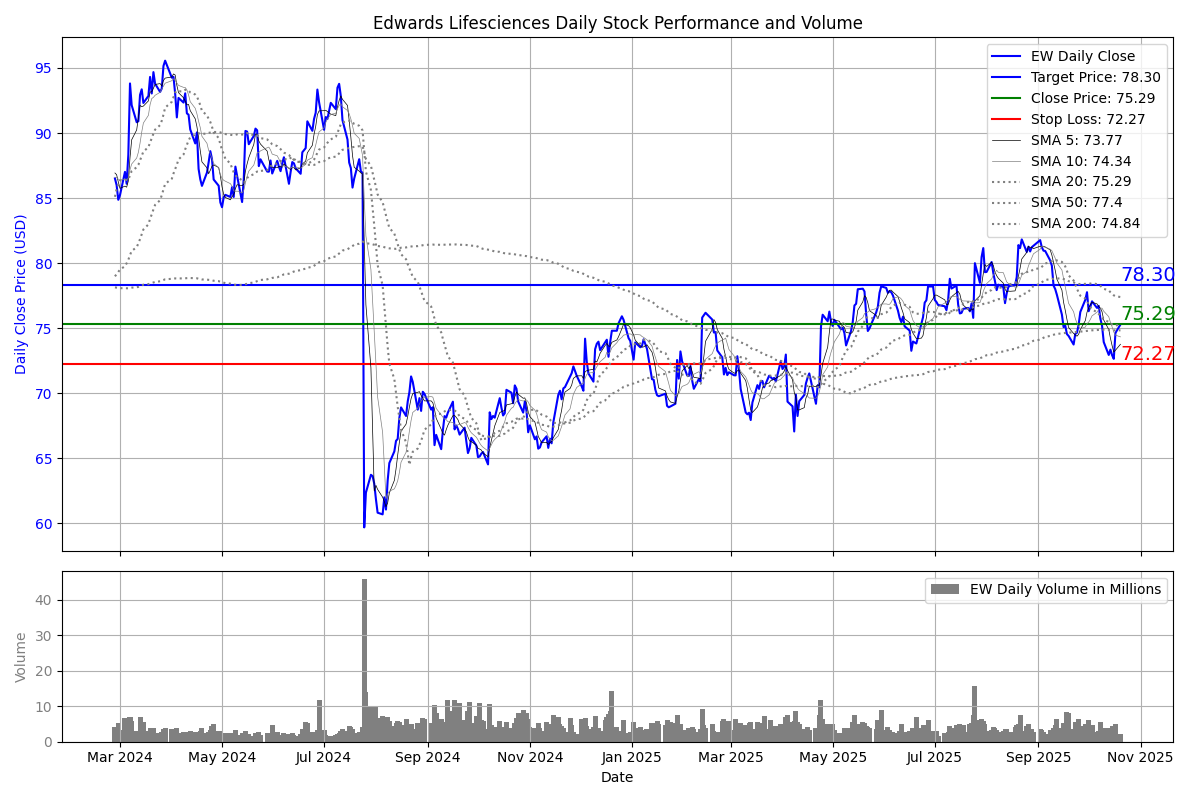 Edwards Lifesciences Daily Stock Performance and Volume
Daily Close Price (USD)
95
90
85
80
75
70
65
60
EW Daily Close
Target Price: 78.30
Close Price: 75.29
Stop Loss: 72.27
SMA 5: 73.77
SMA 10: 74.34
SMA 20: 75.29
SMA 50: 77.4
SMA 200: 74.84
78.30
75.29
72.27
Volume
40
30
20
10
0
EW Daily Volume in Millions
Mar 2024 May 2024 Jul 2024 Sep 2024 Nov 2024 Jan 2025 Mar 2025 May 2025 Jul 2025 Sep 2025 Nov 2025
Date